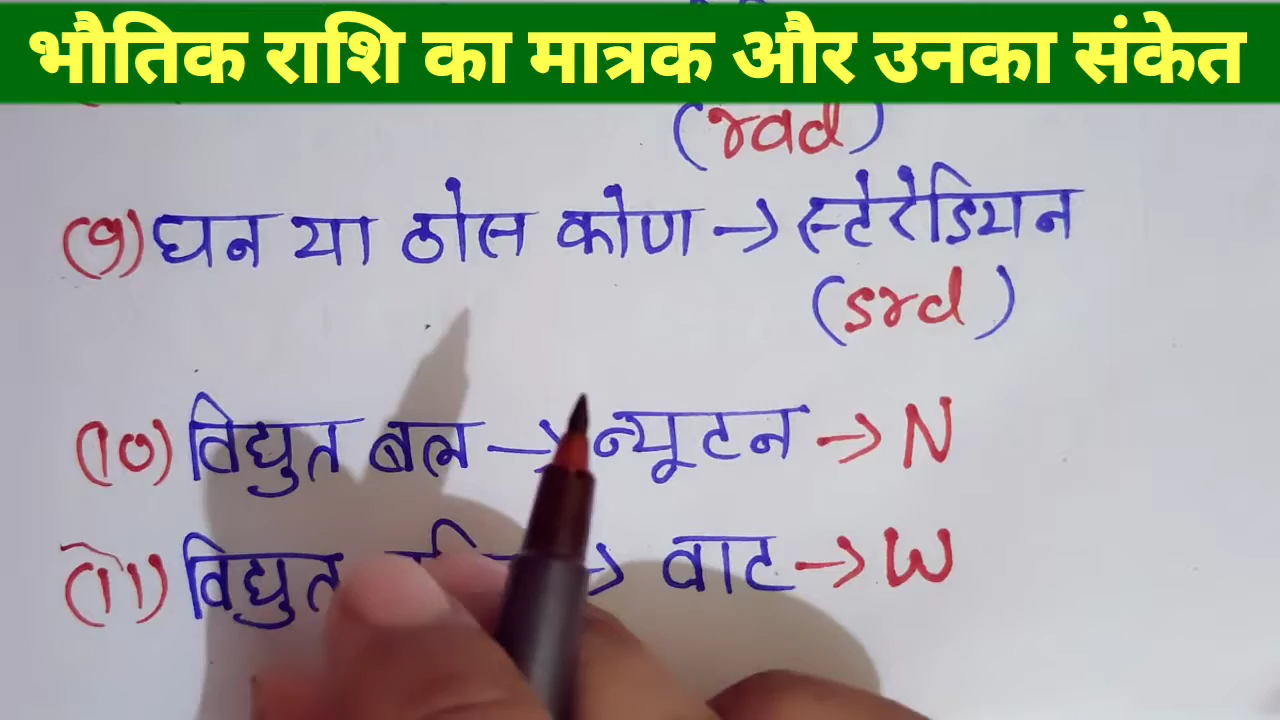 भौतिक राशि का मात्रक और उनका संकेत
(rad)
(9) घन या ठोस कोण → स्टेरेडियन
(srd)
(10) विद्युत बल → न्यूटन → N
(11) विद्युत → वाट → W